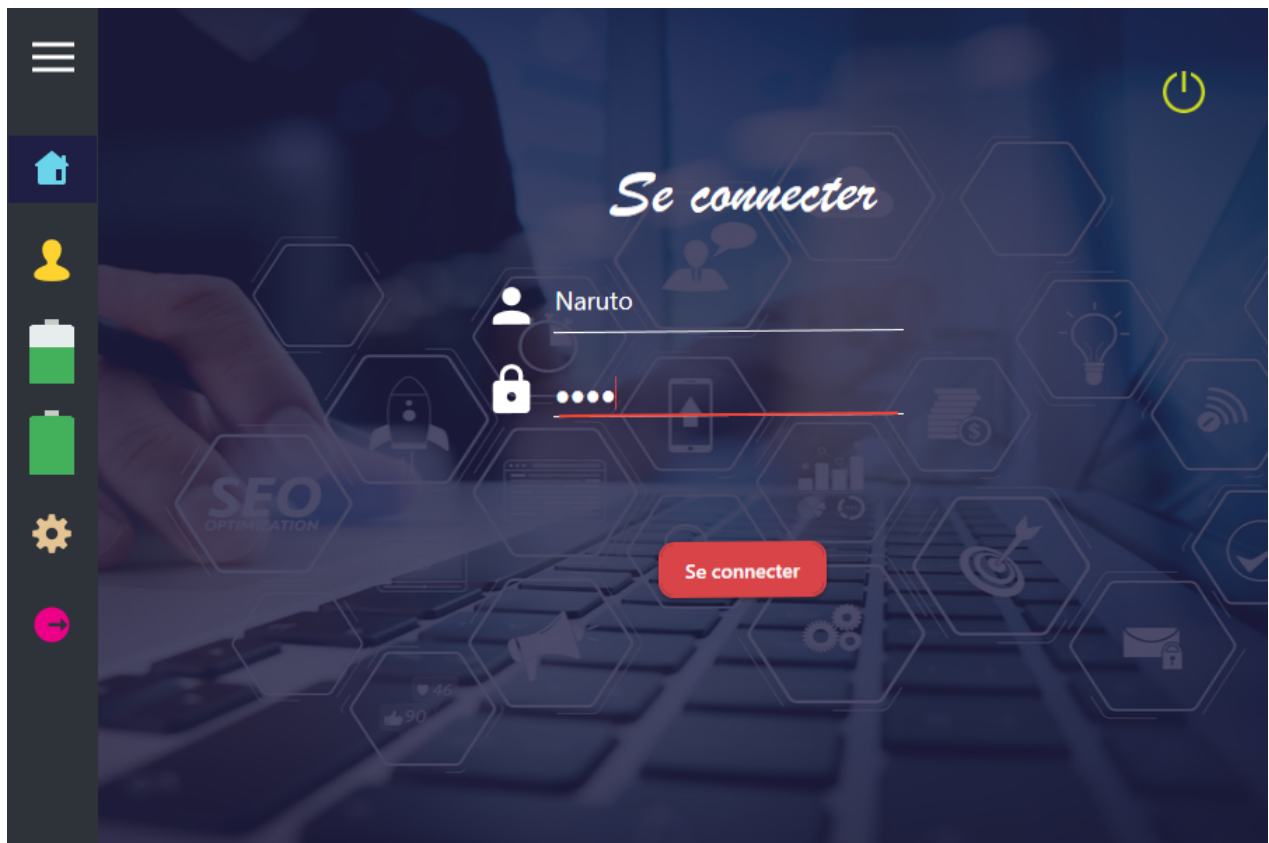 Se connecter
Naruto
••••
SEO
OPTIMIZATION
Se connecter
46
90